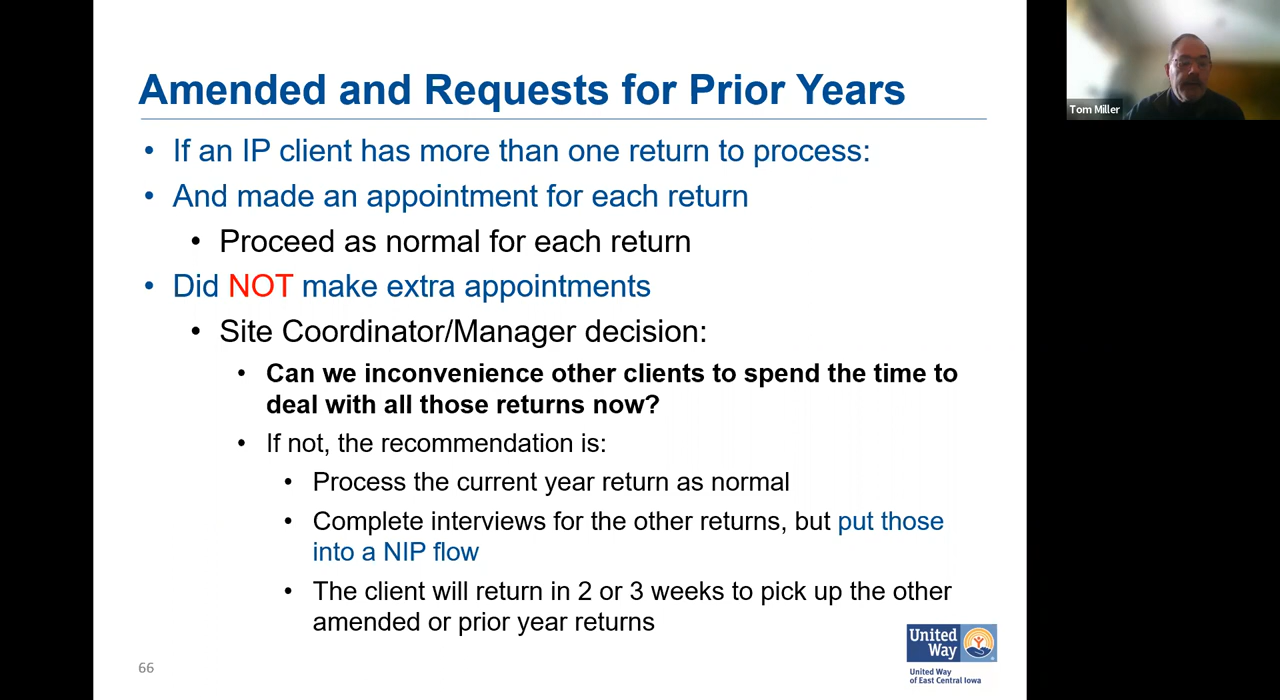 Amended and Requests for Prior Years
• If an IP client has more than one return to process:
• And made an appointment for each return
• Proceed as normal for each return
• Did NOT make extra appointments
• Site Coordinator/Manager decision:
• Can we inconvenience other clients to spend the time to
deal with all those returns now?
• If not, the recommendation is:
• Process the current year return as normal
• Complete interviews for the other returns, but put those
into a NIP flow
• The client will return in 2 or 3 weeks to pick up the other
amended or prior year returns
66
United
Way
United Way
of East Central Iowa
Tom Miller